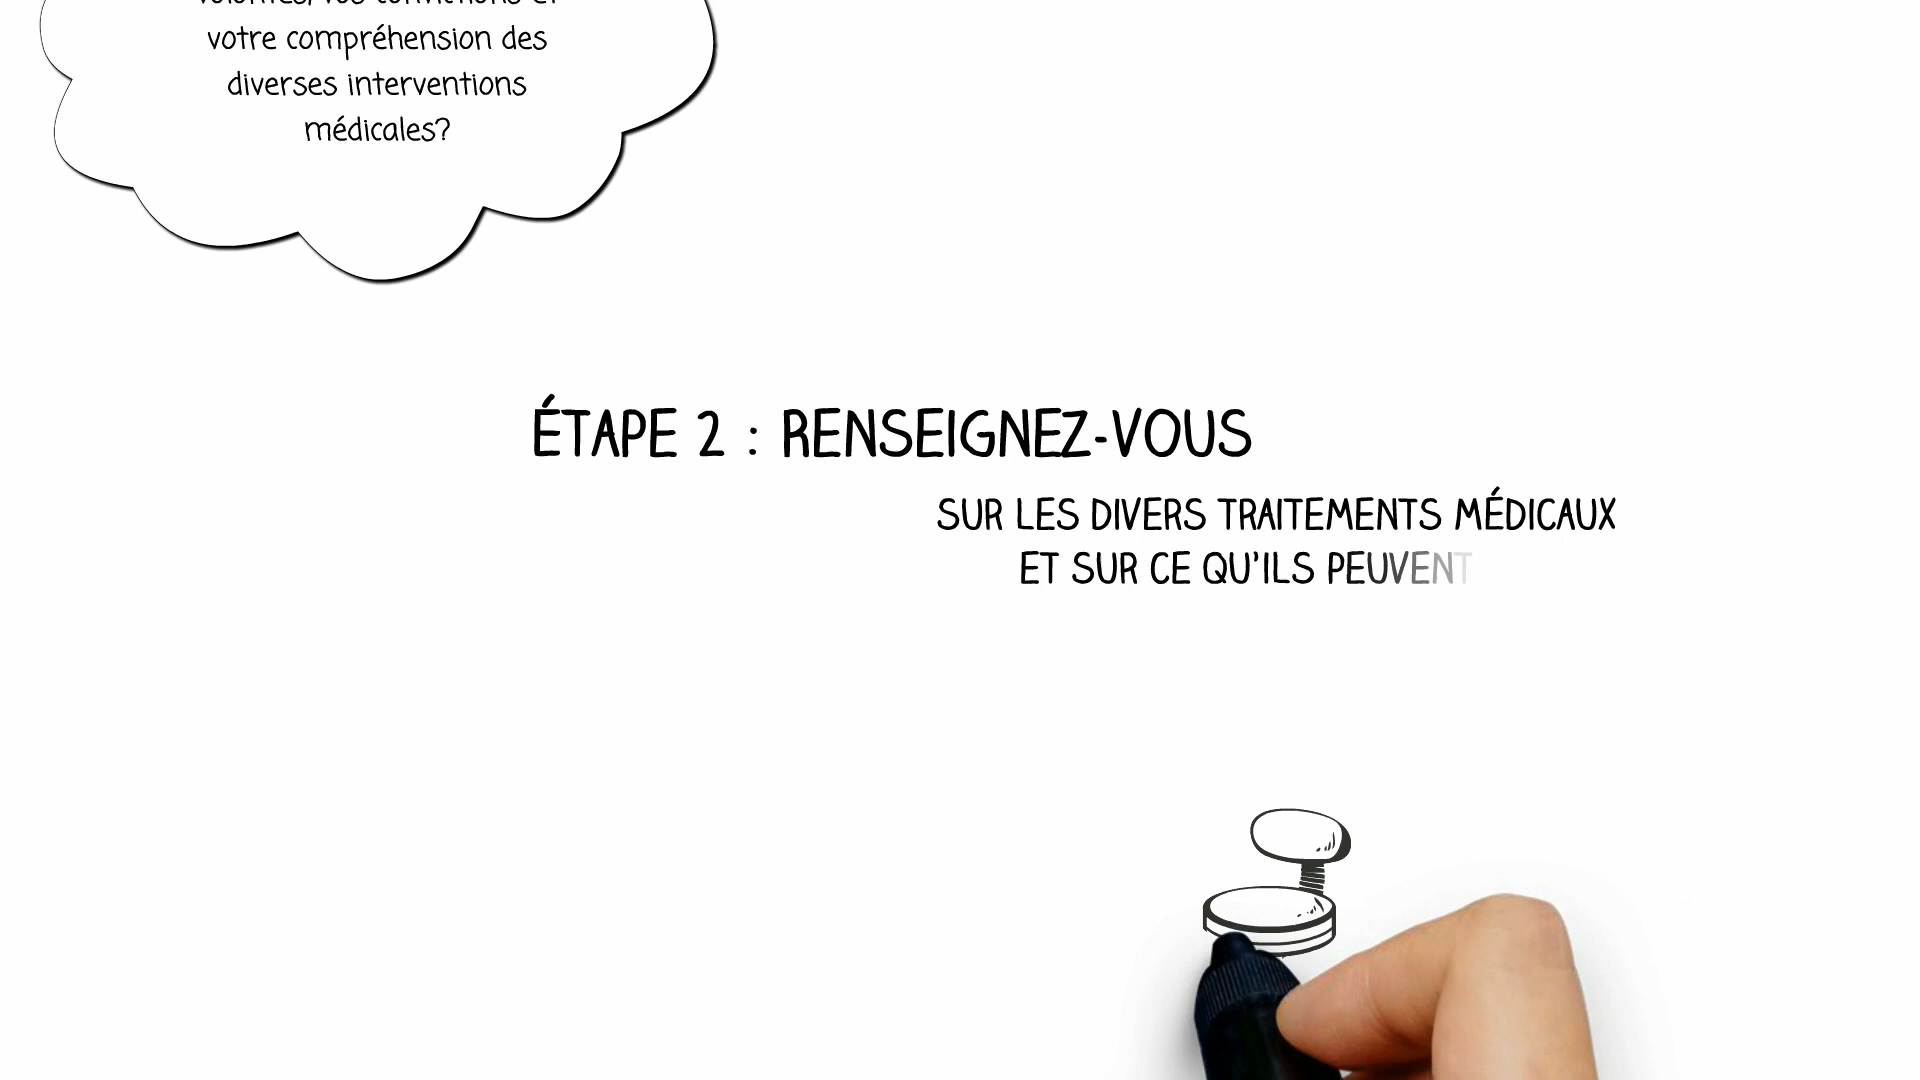 votre compréhension des
diverses interventions
médicales?
ÉTAPE 2 : RENSEIGNEZ-VOUS
SUR LES DIVERS TRAITEMENTS MÉDICAUX
ET SUR CE QU'ILS PEUVENT